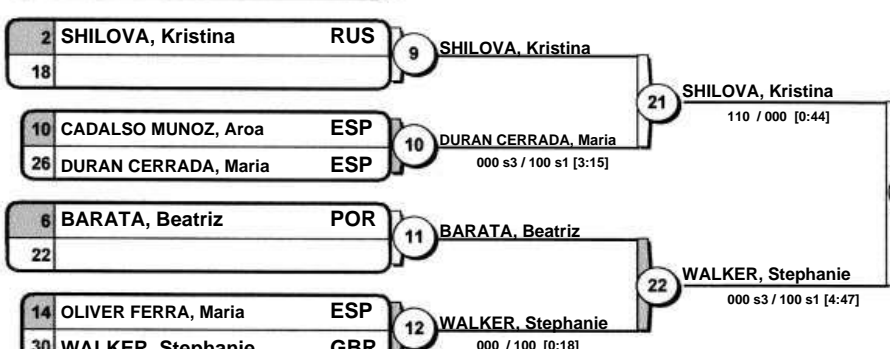 2 SHILOVA, Kristina RUS
18
9
SHILOVA, Kristina
10 CADALSO MUNOZ, Aroa ESP
26 DURAN CERRADA, Maria ESP
10
DURAN CERRADA, Maria
000 s3 / 100 s1 [3:15]
21
SHILOVA, Kristina
110 / 000 [0:44]
6 BARATA, Beatriz POR
22
11
BARATA, Beatriz
14 OLIVER FERRA, Maria ESP
30 WALKER, Stephanie GBR
12
WALKER, Stephanie
000 / 100 [0:18]
22
WALKER, Stephanie
000 s3 / 100 s1 [4:47]